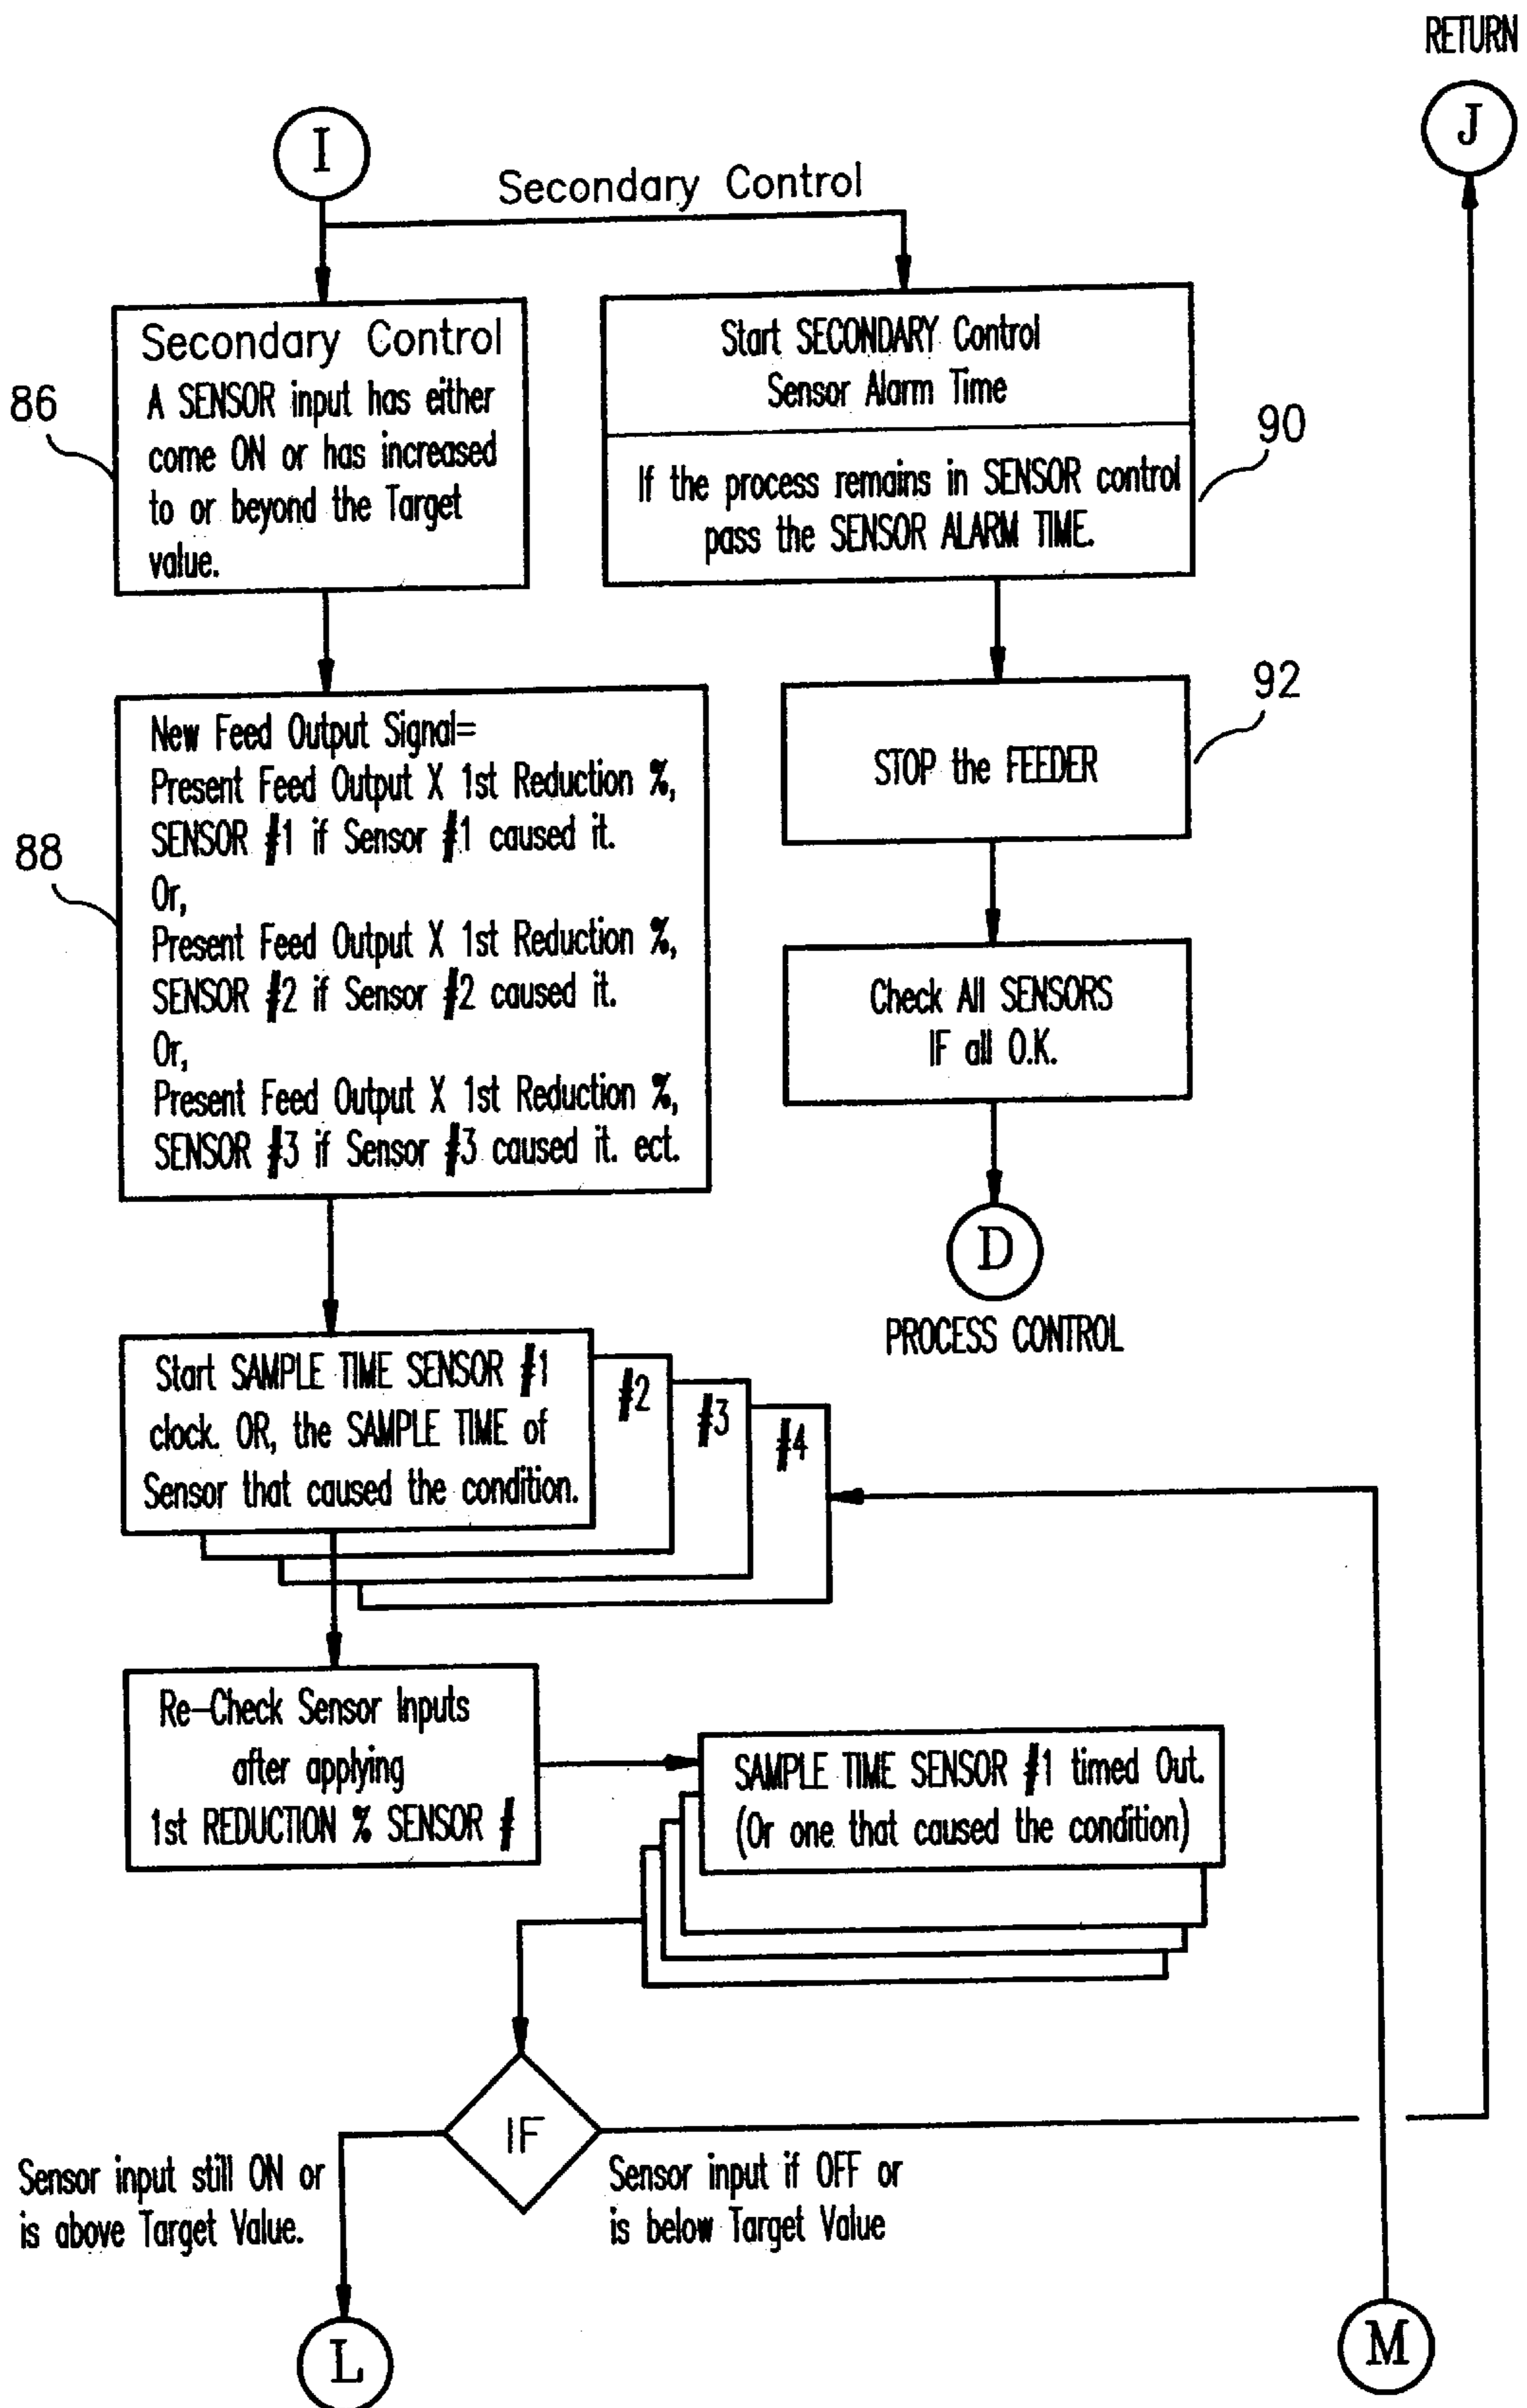 RETURN
J
I
Secondary Control
86
Secondary Control
A SENSOR input has either
come ON or has increased
to or beyond the Target
value.
Start SECONDARY Control
Sensor Alarm Time
If the process remains in SENSOR control
pass the SENSOR ALARM TIME.
90
88
New Feed Output Signal=
Present Feed Output X 1st Reduction %,
SENSOR #1 if Sensor #1 caused it.
Or,
Present Feed Output X 1st Reduction %,
SENSOR #2 if Sensor #2 caused it.
Or,
Present Feed Output X 1st Reduction %,
SENSOR #3 if Sensor #3 caused it. ect.
STOP the FEEDER
92
Check All SENSORS
IF all O.K.
D
PROCESS CONTROL
Start SAMPLE TIME SENSOR #1
clock. OR, the SAMPLE TIME of
Sensor that caused the condition.
#2
#3
#4
Re-Check Sensor Inputs
after applying
1st REDUCTION % SENSOR #
SAMPLE TIME SENSOR #1 timed Out.
(Or one that caused the condition)
IF
Sensor input still ON or
is above Target Value.
Sensor input if OFF or
is below Target Value
L
M